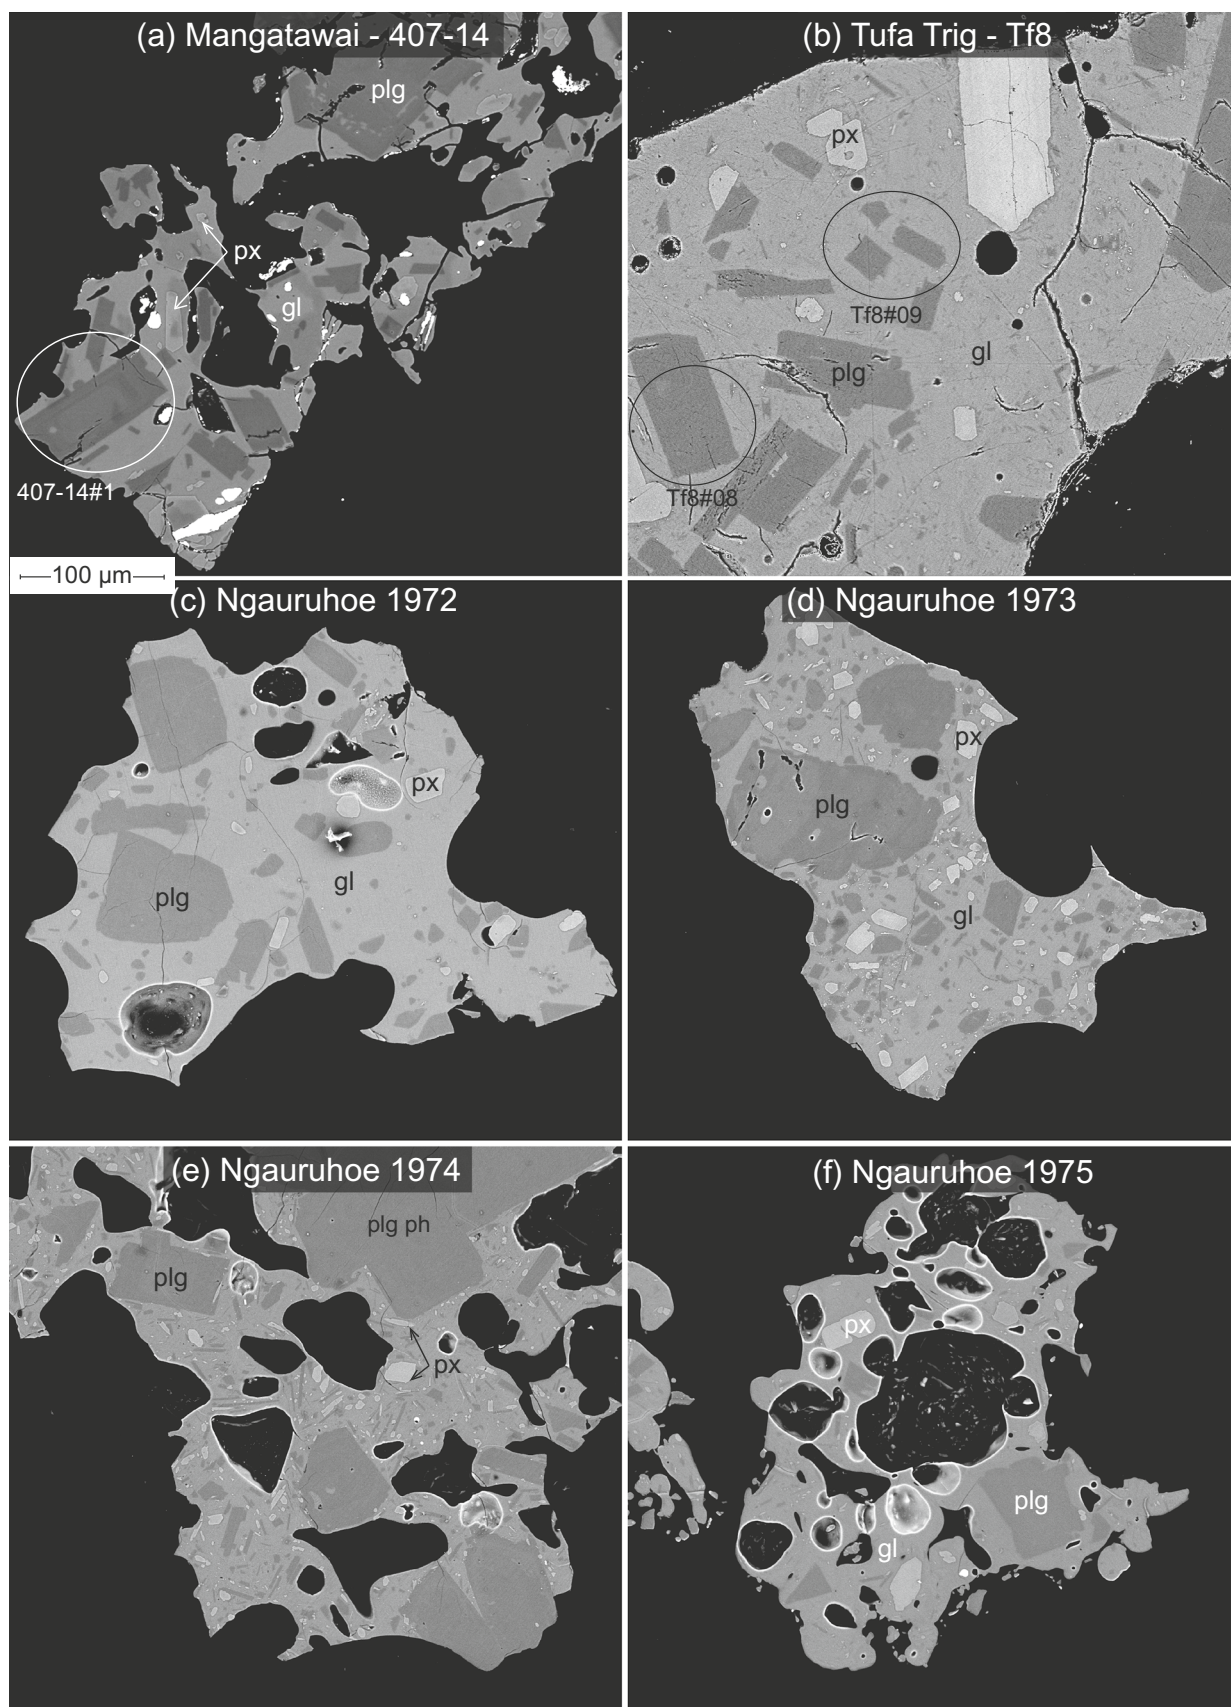 (a) Mangatawai - 407-14
plg
px
gl
407-14#1
100 µm
(b) Tufa Trig - Tf8
px
Tf8#09
gl
plg
Tf8#08
(c) Ngauruhoe 1972
px
plg
gl
(d) Ngauruhoe 1973
px
plg
gl
(e) Ngauruhoe 1974
plg ph
plg
px
(f) Ngauruhoe 1975
px
plg
gl